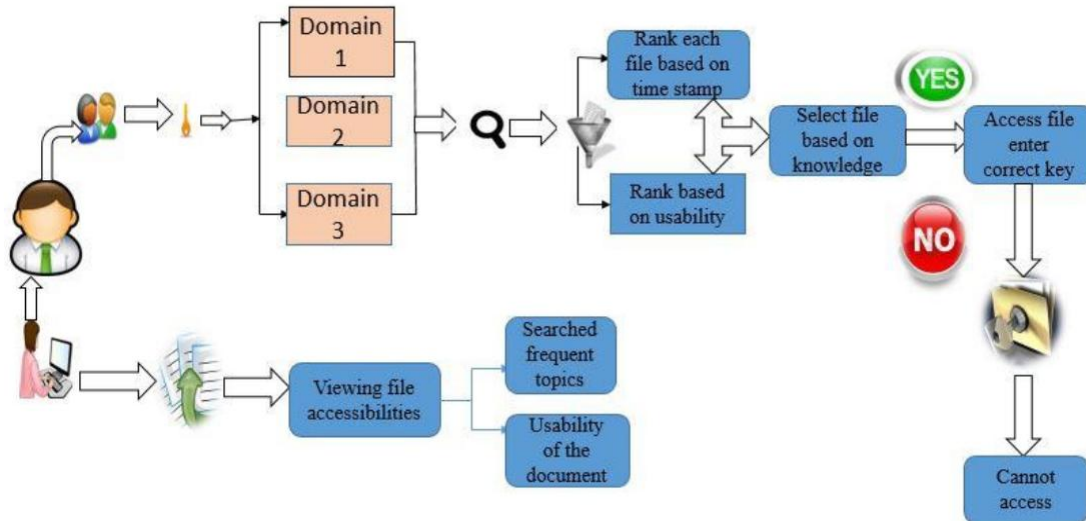 Domain
1
Domain
2
Domain
3
Rank each
file based on
time stamp
Rank based
on usability
Select file
based on
knowledge
YES
NO
Access file
enter
correct key
Cannot
access
Viewing file
accessibilities
Searched
frequent
topics
Usability
of the
document